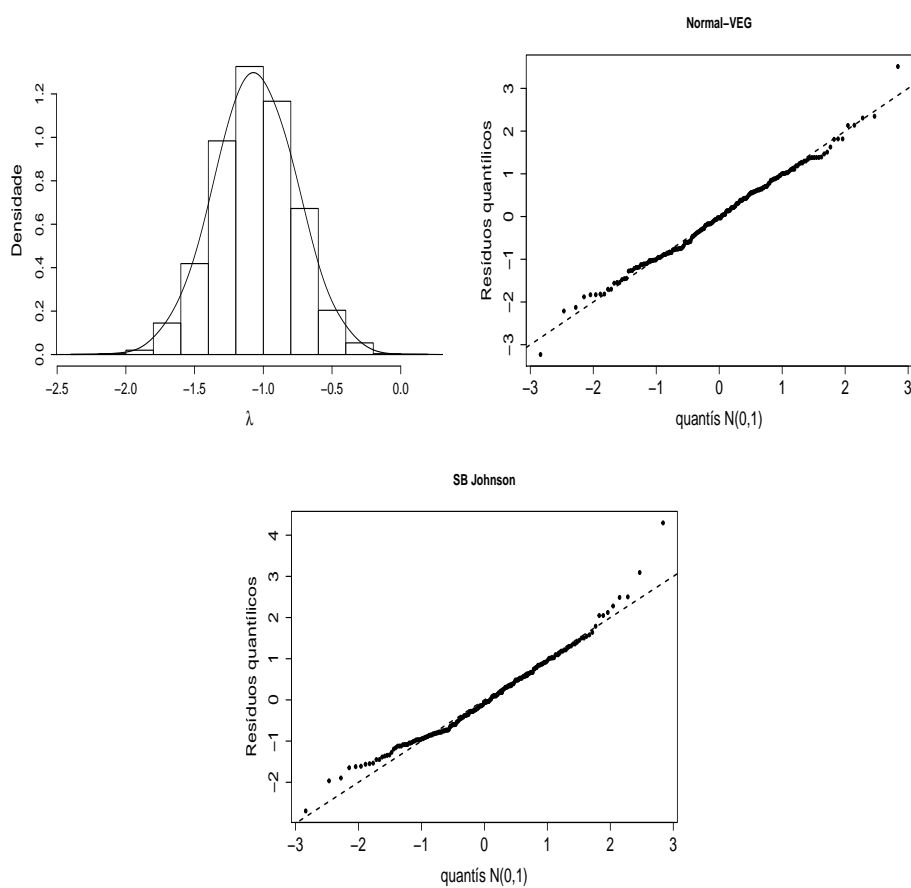 Densidade
0.0 0.2 0.4 0.6 0.8 1.0 1.2
−2.5 −2.0 −1.5 −1.0 −0.5 0.0
λ
Normal−VEG
Resíduos quantílicos
−3 −2 −1 0 1 2 3
−3 −2 −1 0 1 2 3
quantís N(0,1)
SB Johnson
Resíduos quantílicos
−2 −1 0 1 2 3 4
−3 −2 −1 0 1 2 3
quantís N(0,1)